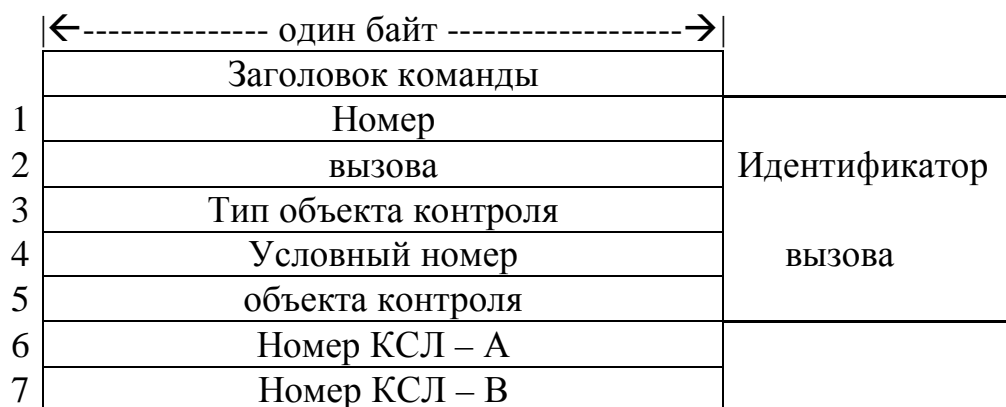 |←--------------- один байт -------------------→|
Заголовок команды
1 Номер
2 вызова Идентификатор
3 Тип объекта контроля
4 Условный номер вызова
5 объекта контроля
6 Номер КСЛ – А
7 Номер КСЛ – В